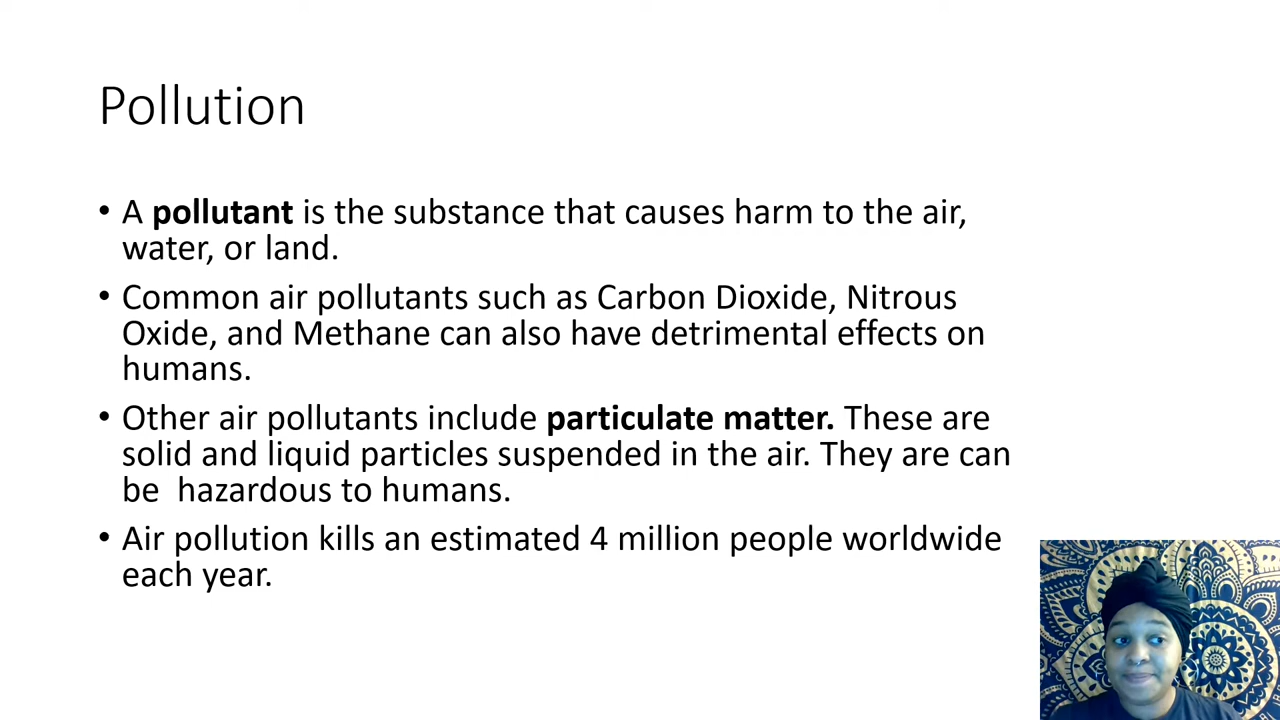 Pollution
• A pollutant is the substance that causes harm to the air,
water, or land.
• Common air pollutants such as Carbon Dioxide, Nitrous
Oxide, and Methane can also have detrimental effects on
humans.
• Other air pollutants include particulate matter. These are
solid and liquid particles suspended in the air. They are can
be  hazardous to humans.
• Air pollution kills an estimated 4 million people worldwide
each year.